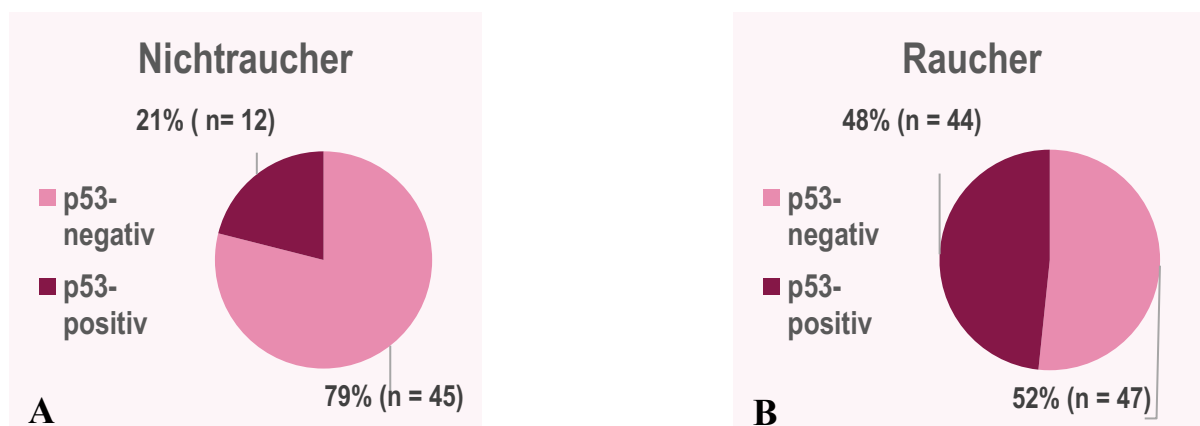 Nichtraucher
21% ( n= 12)
p53-
negativ
p53-
positiv
79% (n = 45)
A
Raucher
48% (n = 44)
p53-
negativ
p53-
positiv
52% (n = 47)
B